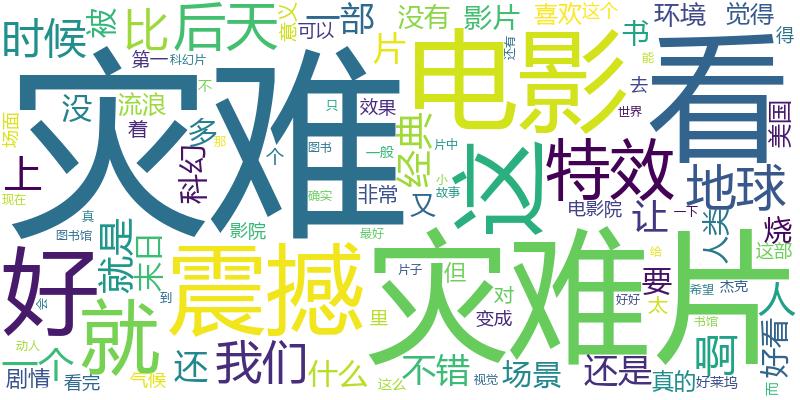 时候
被
比
后天
意义
一部
没有
影片
喜欢
这个
环境
觉得
第一
科幻片
可以
片
还有
书
得
灾难
电影
看
能
去
没
流浪
不
只
效果
世界
场面
着
多
那
经典
片中
美国
上
科幻
个
图书
一般
这
特效
地球
现在
确实
非常
小
故事
又
电影院
让
一下
人类
烧
真
图书馆
就是
末日
影院
最好
但
给
这部
好
震撼
灾难片
会
到
片子
里
对
要
希望
杰克
人
就
变成
太
好好
动人
一个
还
我们
什么
不错
场景
还是
啊
书馆
好看
剧情
看完
气候
这么
视觉
真的
好莱坞
而